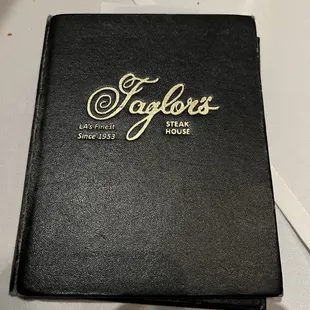 Taylor's
LA's Finest
Since 1953
STEAK
HOUSE